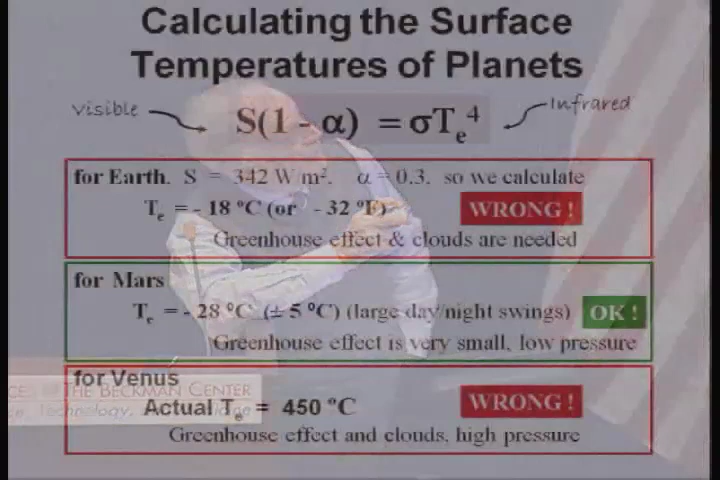 Calculating the Surface
Temperatures of Planets
Visible
Infrared
S(1 - α) = σTe⁴
for Earth. S = 342 W m². α = 0.3. so we calculate
Te = - 18 °C (or - 32 °F) WRONG !
Greenhouse effect & clouds are needed
for Mars
Te = - 28 °C (± 5 °C) (large day/night swings) OK !
Greenhouse effect is very small, low pressure
for Venus
THE BECKMAN CENTER
Actual Te = 450 °C WRONG !
Technology,
Greenhouse effect and clouds, high pressure